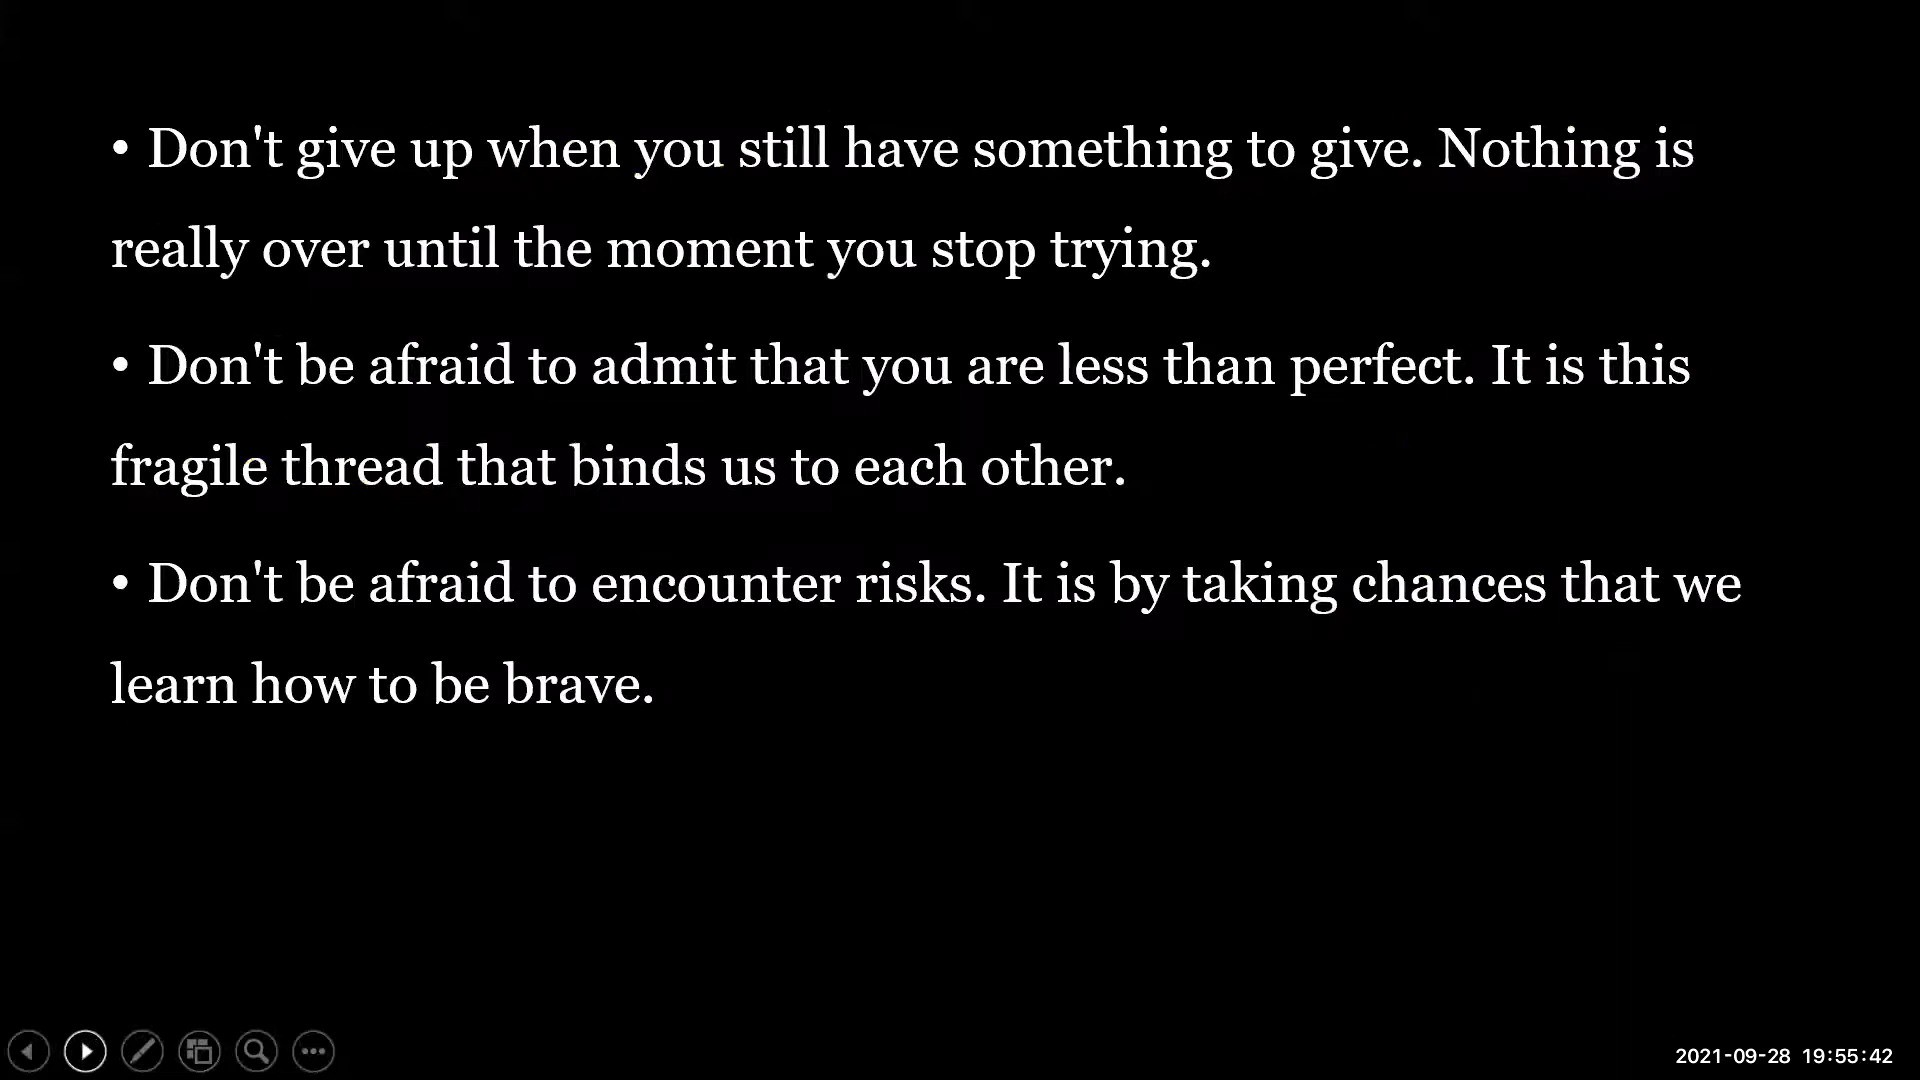 • Don't give up when you still have something to give. Nothing is
really over until the moment you stop trying.
• Don't be afraid to admit that you are less than perfect. It is this
fragile thread that binds us to each other.
• Don't be afraid to encounter risks. It is by taking chances that we
learn how to be brave.
2021-09-28 19:55:42